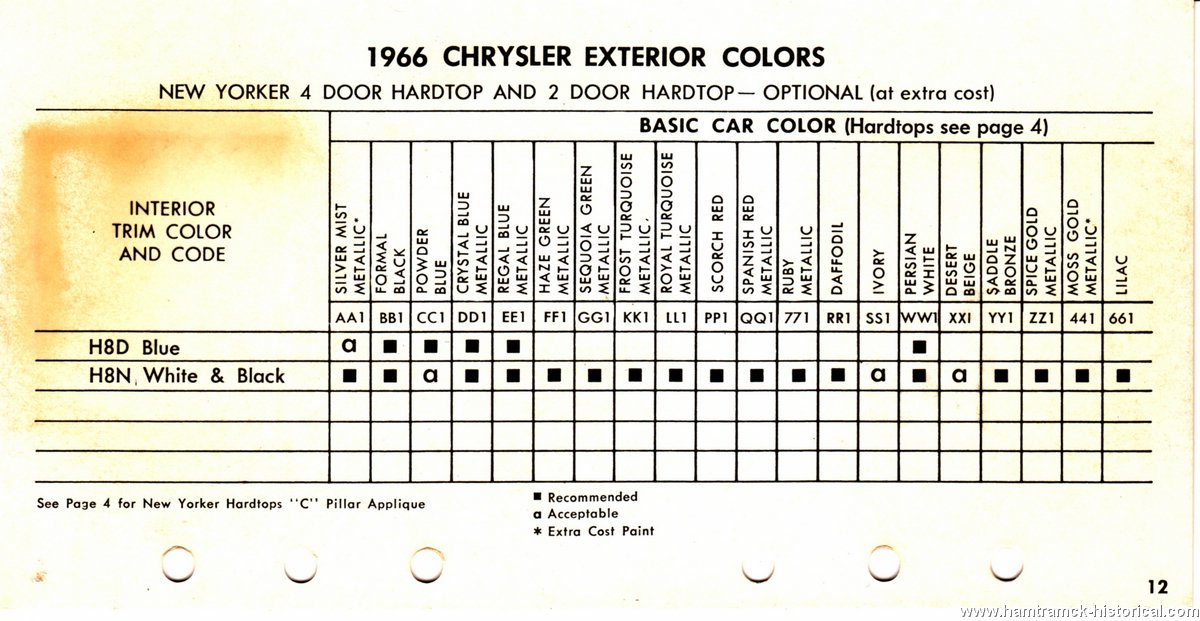 1966 CHRYSLER EXTERIOR COLORS
NEW YORKER 4 DOOR HARDTOP AND 2 DOOR HARDTOP— OPTIONAL (at extra cost)
BASIC CAR COLOR (Hardtops see page 4)
INTERIOR
TRIM COLOR
AND CODE
SILVER MIST
METALLIC*
FORMAL
BLACK
POWDER
BLUE
CRYSTAL BLUE
METALLIC
REGAL BLUE
METALLIC
HAZE GREEN
METALLIC
SEQUOIA GREEN
METALLIC
FROST TURQUOISE
METALLIC
ROYAL TURQUOISE
METALLIC
SCORCH RED
SPANISH RED
METALLIC
RUBY
METALLIC
DAFFODIL
IVORY
PERSIAN
WHITE
DESERT
BEIGE
SADDLE
BRONZE
SPICE GOLD
METALLIC
MOSS GOLD
METALLIC*
LILAC
AA1 BB1 CC1 DD1 EE1 FF1 GG1 KK1 LL1 PP1 QQ1 771 RR1 SS1 WW1 XX1 YY1 ZZ1 441 661
H8D Blue a ■ ■ ■ ■ ■
H8N White & Black ■ ■ a ■ ■ ■ ■ ■ ■ ■ ■ ■ ■ a ■ a ■ ■ ■ ■
See Page 4 for New Yorker Hardtops "C" Pillar Applique
■ Recommended
a Acceptable
* Extra Cost Paint
12
www.hamtramck-historical.com